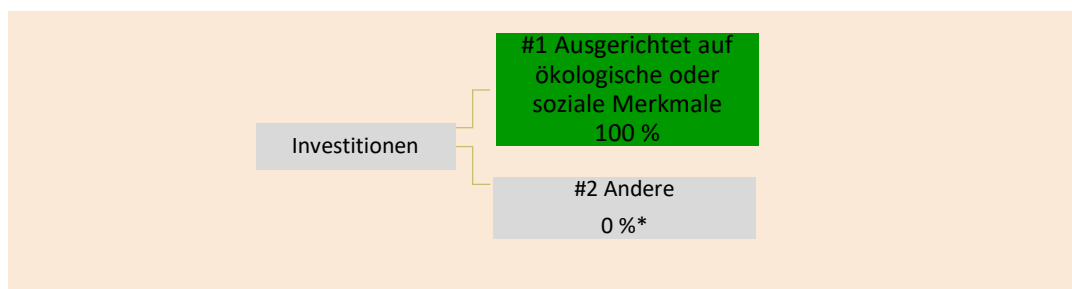 #1 Ausgerichtet auf
ökologische oder
soziale Merkmale
100 %
Investitionen
#2 Andere
0 %*